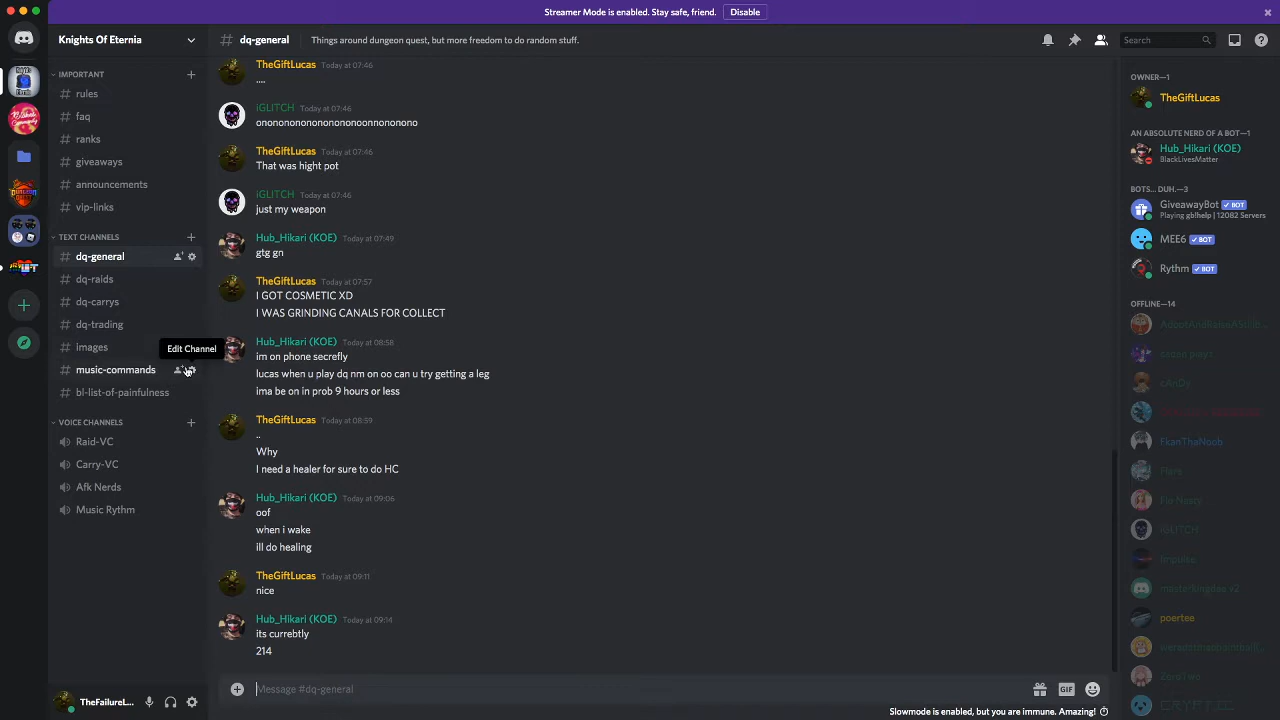 Streamer Mode is enabled. Stay safe, friend. Disable
Knights Of Eternia
dq-general Things around dungeon quest, but more freedom to do random stuff.
Search
IMPORTANT
rules
faq
ranks
giveaways
announcements
vip-links
TEXT CHANNELS
dq-general
dq-raids
dq-carrys
dq-trading
images
Edit Channel
music-commands
bl-list-of-painfulness
VOICE CHANNELS
Raid-VC
Carry-VC
Afk Nerds
Music Rythm
TheFailureL...
TheGiftLucas Today at 07:46
....
iGLITCH Today at 07:46
onononononononononoonnononono
TheGiftLucas Today at 07:46
That was hight pot
iGLITCH Today at 07:46
just my weapon
Hub_Hikari (KOE) Today at 07:49
gtg gn
TheGiftLucas Today at 07:57
I GOT COSMETIC XD
I WAS GRINDING CANALS FOR COLLECT
Hub_Hikari (KOE) Today at 08:58
im on phone secrefly
lucas when u play dq nm on oo can u try getting a leg
ima be on in prob 9 hours or less
TheGiftLucas Today at 08:59
..
Why
I need a healer for sure to do HC
Hub_Hikari (KOE) Today at 09:06
oof
when i wake
ill do healing
TheGiftLucas Today at 09:11
nice
Hub_Hikari (KOE) Today at 09:14
its currebtly
214
Message #dq-general
GIF
Slowmode is enabled, but you are immune. Amazing!
OWNER—1
TheGiftLucas
AN ABSOLUTE NERD OF A BOT—1
Hub_Hikari (KOE)
BlackLivesMatter
BOTS... DUH.—3
GiveawayBot BOT
Playing gb!help | 12082 Servers
MEE6 BOT
Rythm BOT
OFFLINE—14
AdoptAndRaiseASkib...
cAnDy
FkanThaNoob
Flare
Flo Nasty
iGLITCH
Impulse
masterkingdee v2
poertee
ZeroTwo